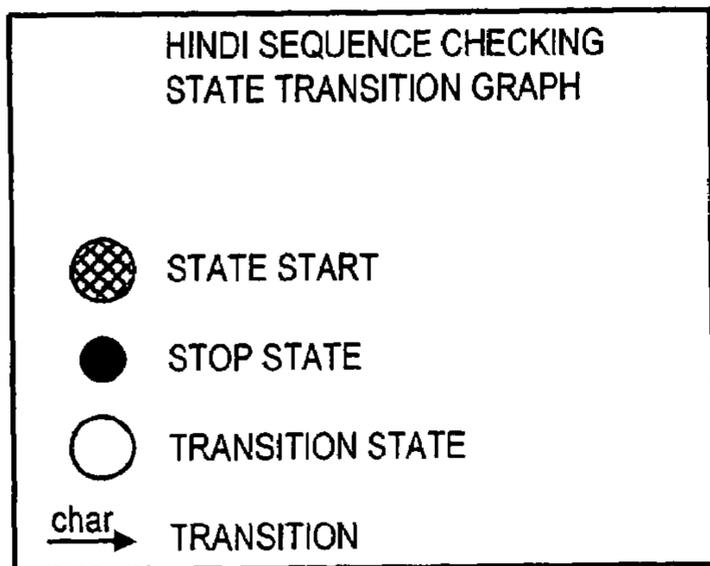 HINDI SEQUENCE CHECKING
STATE TRANSITION GRAPH
STATE START
STOP STATE
TRANSITION STATE
char TRANSITION